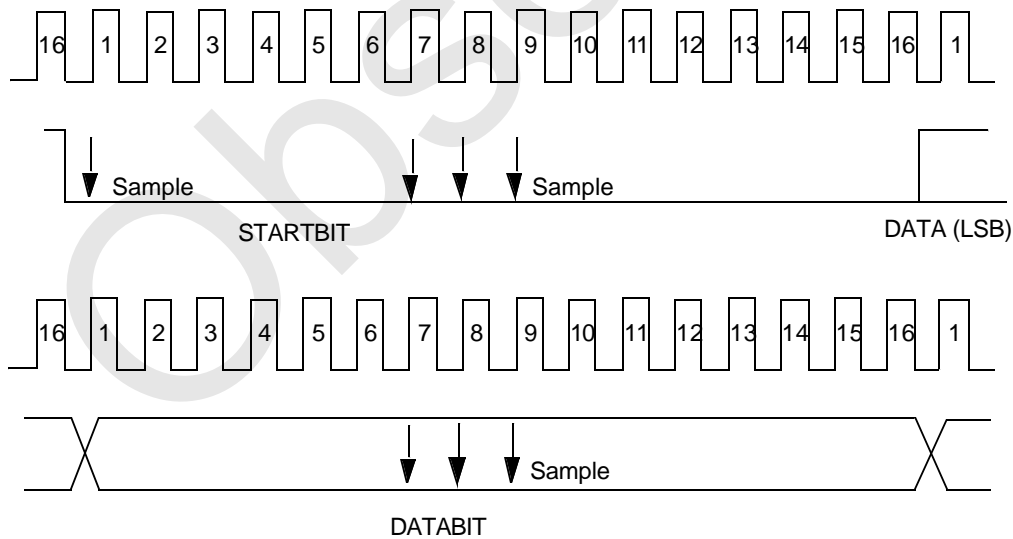 16 1 2 3 4 5 6 7 8 9 10 11 12 13 14 15 16 1
Sample Sample
STARTBIT DATA (LSB)
16 1 2 3 4 5 6 7 8 9 10 11 12 13 14 15 16 1
Sample
DATABIT